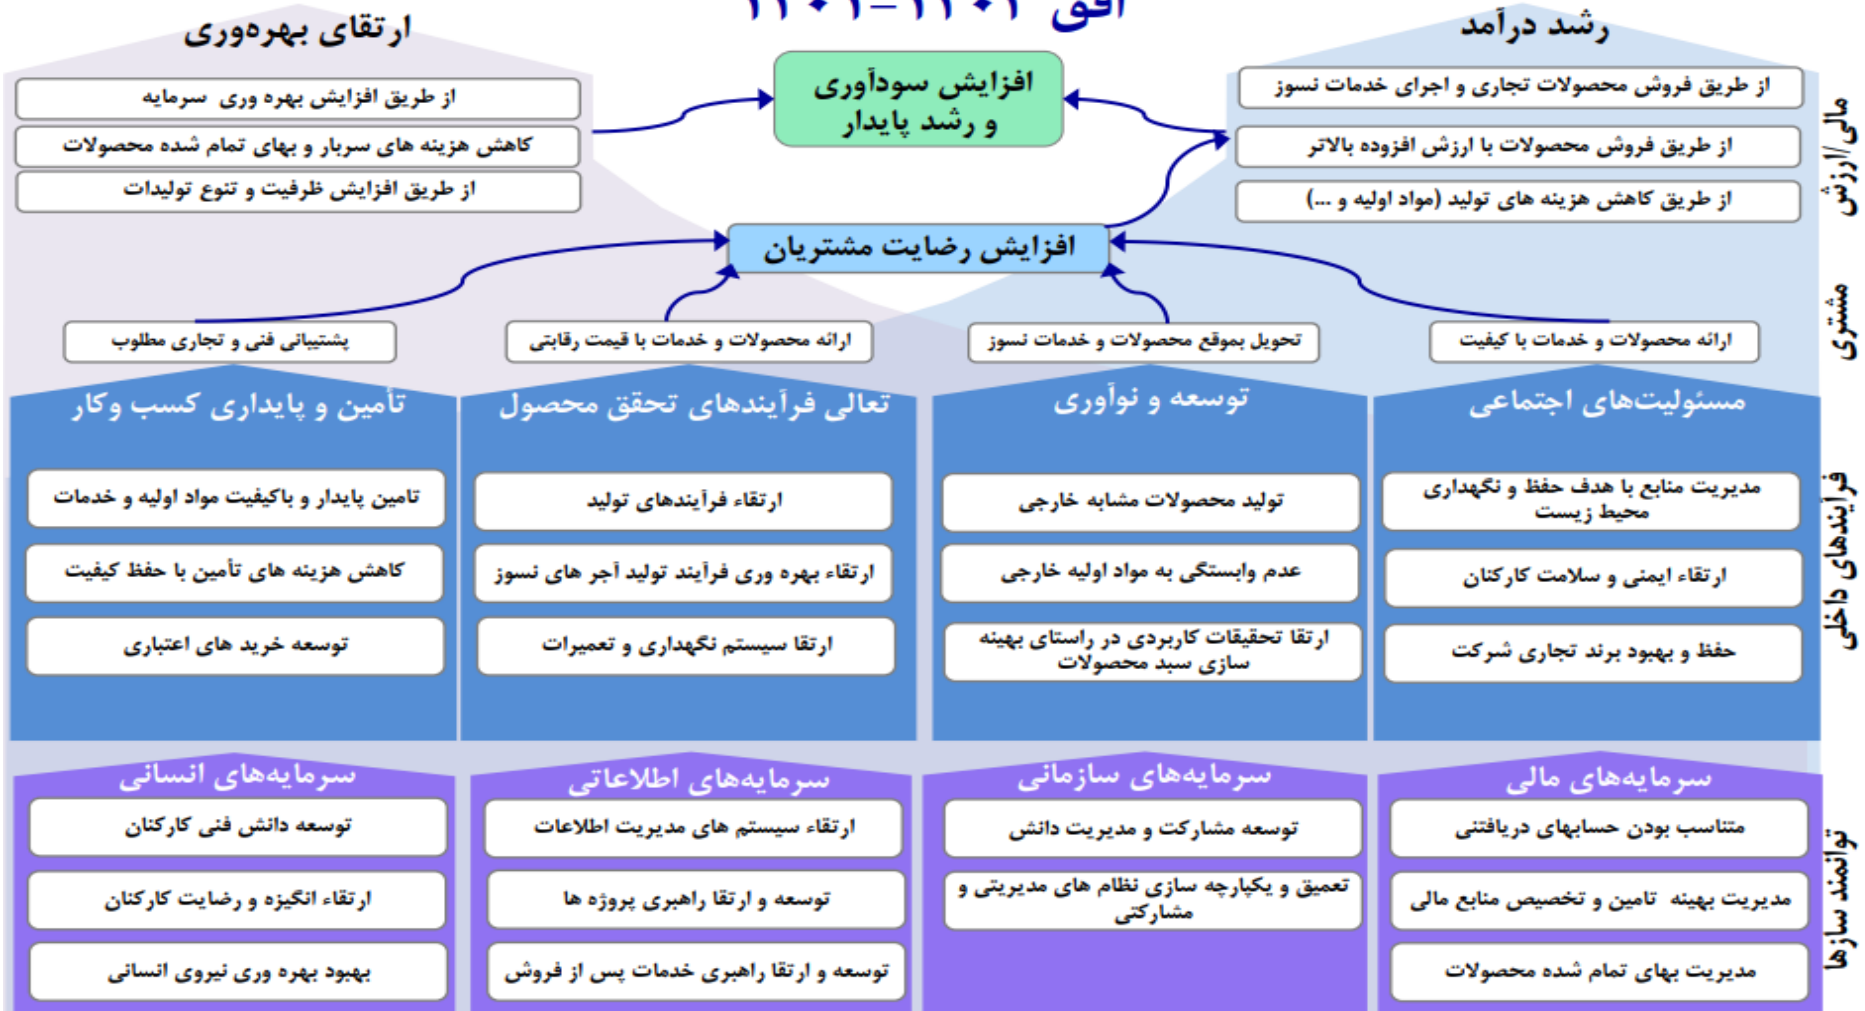 افق
رشد درآمد
ارتقای بهره‌وری
افزایش سودآوری
و رشد پایدار
از طریق فروش محصولات تجاری و اجرای خدمات نسوز
از طریق فروش محصولات با ارزش افزوده بالاتر
از طریق کاهش هزینه های تولید (مواد اولیه و ...)
از طریق افزایش بهره وری سرمایه
کاهش هزینه های سربار و بهای تمام شده محصولات
از طریق افزایش ظرفیت و تنوع تولیدات
مالی/ارزش
افزایش رضایت مشتریان
مشتری
ارائه محصولات و خدمات با کیفیت
تحویل بموقع محصولات و خدمات نسوز
ارائه محصولات و خدمات با قیمت رقابتی
پشتیبانی فنی و تجاری مطلوب
فرآیندهای داخلی
مسئولیت‌های اجتماعی
مدیریت منابع با هدف حفظ و نگهداری
محیط زیست
ارتقاء ایمنی و سلامت کارکنان
حفظ و بهبود برند تجاری شرکت
توسعه و نوآوری
تولید محصولات مشابه خارجی
عدم وابستگی به مواد اولیه خارجی
ارتقا تحقیقات کاربردی در راستای بهینه
سازی سبد محصولات
تعالی فرآیندهای تحقق محصول
ارتقاء فرآیندهای تولید
ارتقاء بهره وری فرآیند تولید آجر های نسوز
ارتقا سیستم نگهداری و تعمیرات
تأمین و پایداری کسب وکار
تامین پایدار و باکیفیت مواد اولیه و خدمات
کاهش هزینه های تأمین با حفظ کیفیت
توسعه خرید های اعتباری
توانمند سازها
سرمایه‌های مالی
متناسب بودن حسابهای دریافتنی
مدیریت بهینه تامین و تخصیص منابع مالی
مدیریت بهای تمام شده محصولات
سرمایه‌های سازمانی
توسعه مشارکت و مدیریت دانش
تعمیق و یکپارچه سازی نظام های مدیریتی و
مشارکتی
سرمایه‌های اطلاعاتی
ارتقاء سیستم های مدیریت اطلاعات
توسعه و ارتقا راهبری پروژه ها
توسعه و ارتقا راهبری خدمات پس از فروش
سرمایه‌های انسانی
توسعه دانش فنی کارکنان
ارتقاء انگیزه و رضایت کارکنان
بهبود بهره وری نیروی انسانی